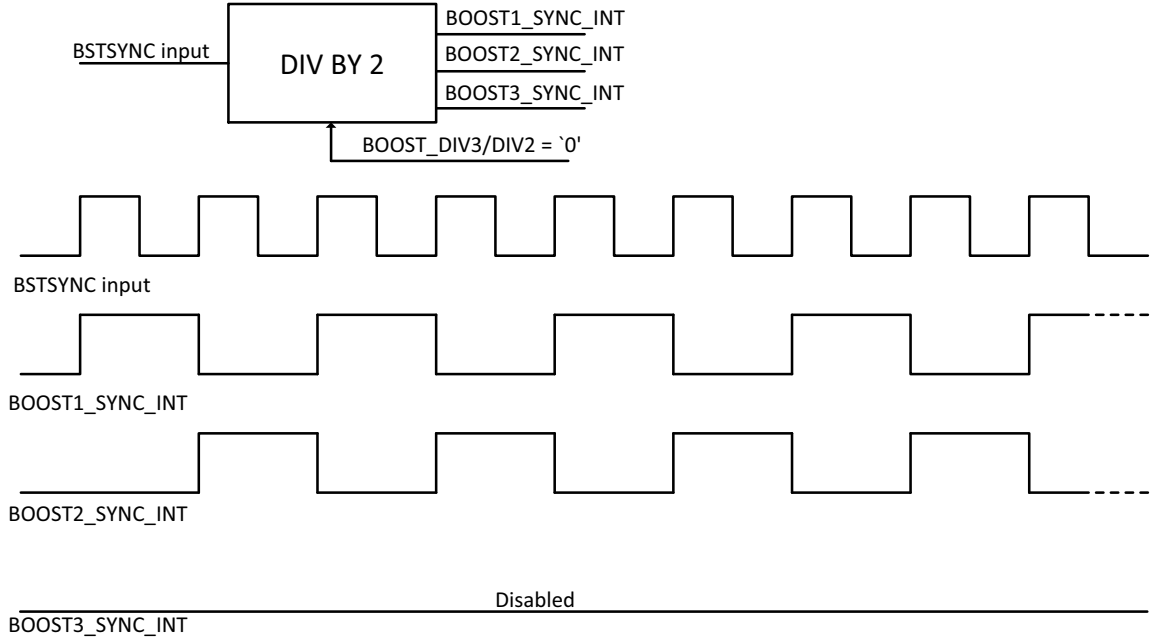 BOOST1_SYNC_INT
BSTSYNC input
DIV BY 2
BOOST2_SYNC_INT
BOOST3_SYNC_INT
BOOST_DIV3/DIV2 = `0'
BSTSYNC input
BOOST1_SYNC_INT
BOOST2_SYNC_INT
Disabled
BOOST3_SYNC_INT